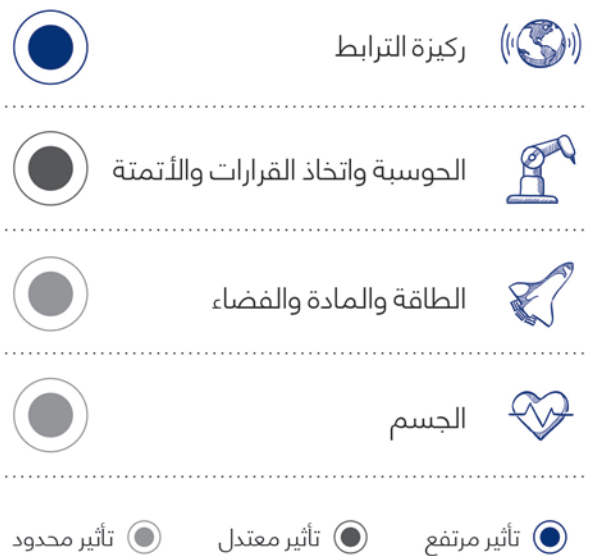 ركيزة الترابط
الحوسبة واتخاذ القرارات والأتمتة
الطاقة والمادة والفضاء
الجسم
تأثير مرتفع تأثير معتدل تأثير محدود